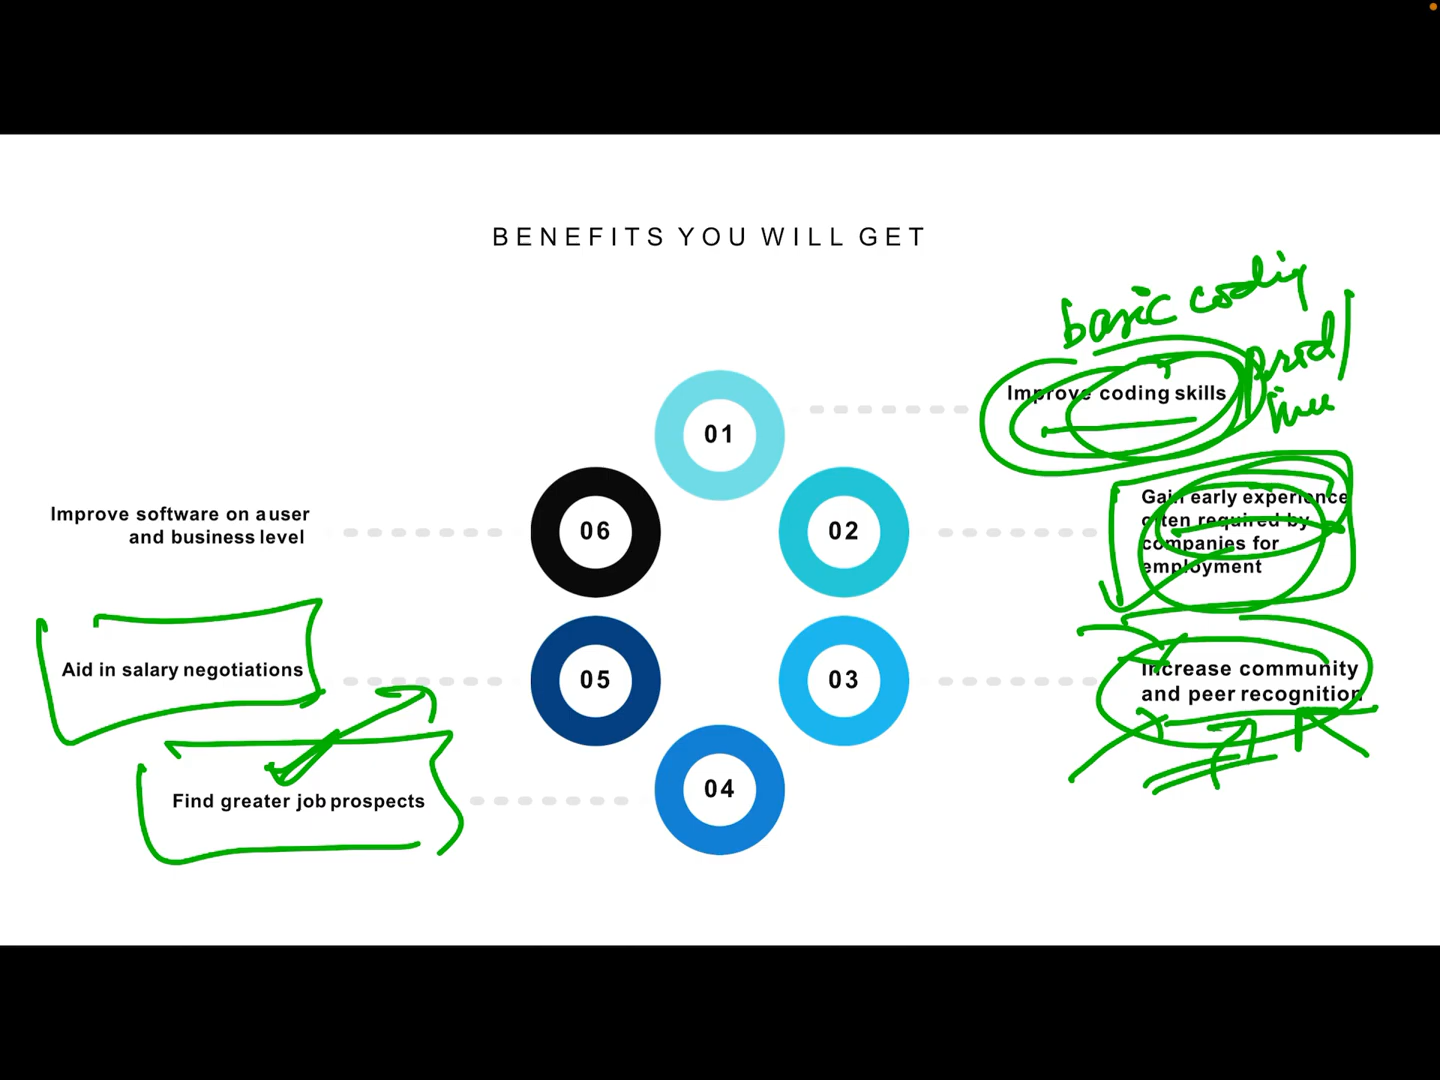 BENEFITS YOU WILL GET
basic coding
prod
Improve coding skills
01
Gain early experience
often required by
companies for
employment
02
Improve software on a user
and business level
06
Aid in salary negotiations
05
03
Increase community
and peer recognition
Find greater job prospects
04